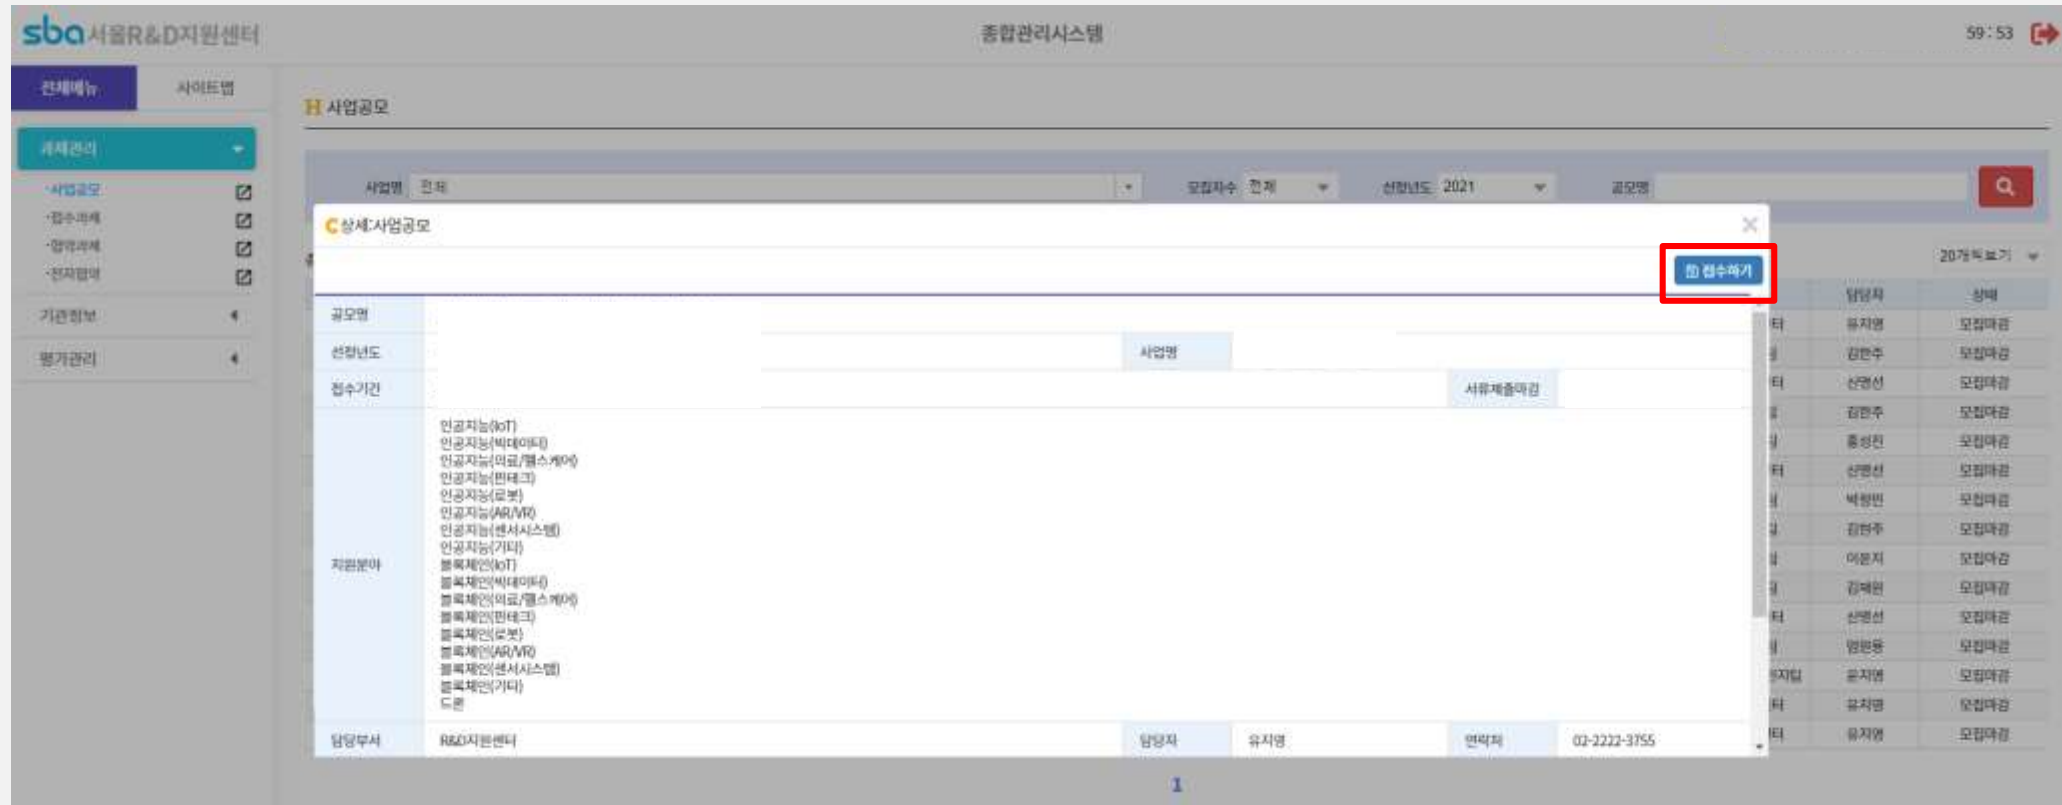 sba 서울R&D지원센터
종합관리시스템
59:53
전체메뉴 사이트맵
과제관리
·사업공모
·접수과제
·협약과제
·전자협약
기관정보
평가관리
사업공모
사업명 전체 모집차수 전체 선정년도 2021 공모명
20개씩보기
C상세:사업공모
접수하기
공모명
선정년도 사업명
접수기간 서류제출마감
지원분야
인공지능(IoT)
인공지능(빅데이터)
인공지능(의료/헬스케어)
인공지능(핀테크)
인공지능(로봇)
인공지능(AR/VR)
인공지능(센서시스템)
인공지능(기타)
블록체인(IoT)
블록체인(빅데이터)
블록체인(의료/헬스케어)
블록체인(핀테크)
블록체인(로봇)
블록체인(AR/VR)
블록체인(센서시스템)
블록체인(기타)
드론
담당부서 R&D지원센터 담당자 유지영 연락처 02-2222-3755
담당자 상태
유지영 모집마감
김현주 모집마감
신명선 모집마감
김현주 모집마감
홍성진 모집마감
신명선 모집마감
모집마감
김현주 모집마감
이윤지 모집마감
모집마감
신명선 모집마감
모집마감
윤지영 모집마감
유지영 모집마감
유지영 모집마감
1